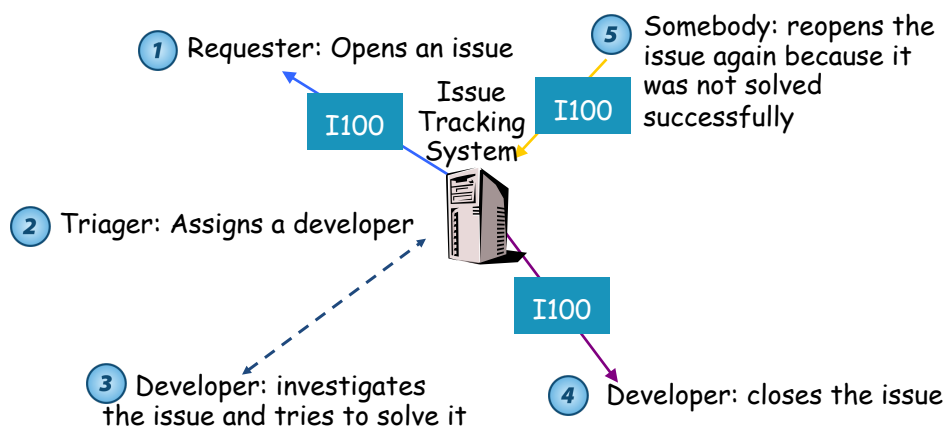 1 Requester: Opens an issue
I100
Issue
Tracking
System
I100
5 Somebody: reopens the
issue again because it
was not solved
successfully
2 Triager: Assigns a developer
I100
3 Developer: investigates
the issue and tries to solve it
4 Developer: closes the issue